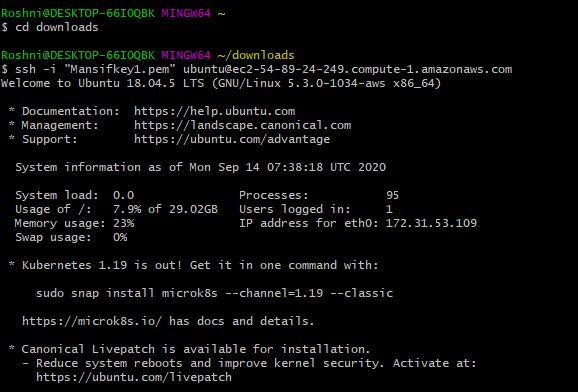 Roshni@DESKTOP-66IOQBK MINGW64 ~
$ cd downloads
Roshni@DESKTOP-66IOQBK MINGW64 ~/downloads
$ ssh -i "Mansifkey1.pem" ubuntu@ec2-54-89-24-249.compute-1.amazonaws.com
Welcome to Ubuntu 18.04.5 LTS (GNU/Linux 5.3.0-1034-aws x86_64)
* Documentation:  https://help.ubuntu.com
* Management:     https://landscape.canonical.com
* Support:        https://ubuntu.com/advantage
System information as of Mon Sep 14 07:38:18 UTC 2020
System load:  0.0                Processes:           95
Usage of /:   7.9% of 29.02GB   Users logged in:     1
Memory usage: 23%                IP address for eth0: 172.31.53.109
Swap usage:   0%
* Kubernetes 1.19 is out! Get it in one command with:
sudo snap install microk8s --channel=1.19 --classic
https://microk8s.io/ has docs and details.
* Canonical Livepatch is available for installation.
- Reduce system reboots and improve kernel security. Activate at:
https://ubuntu.com/livepatch